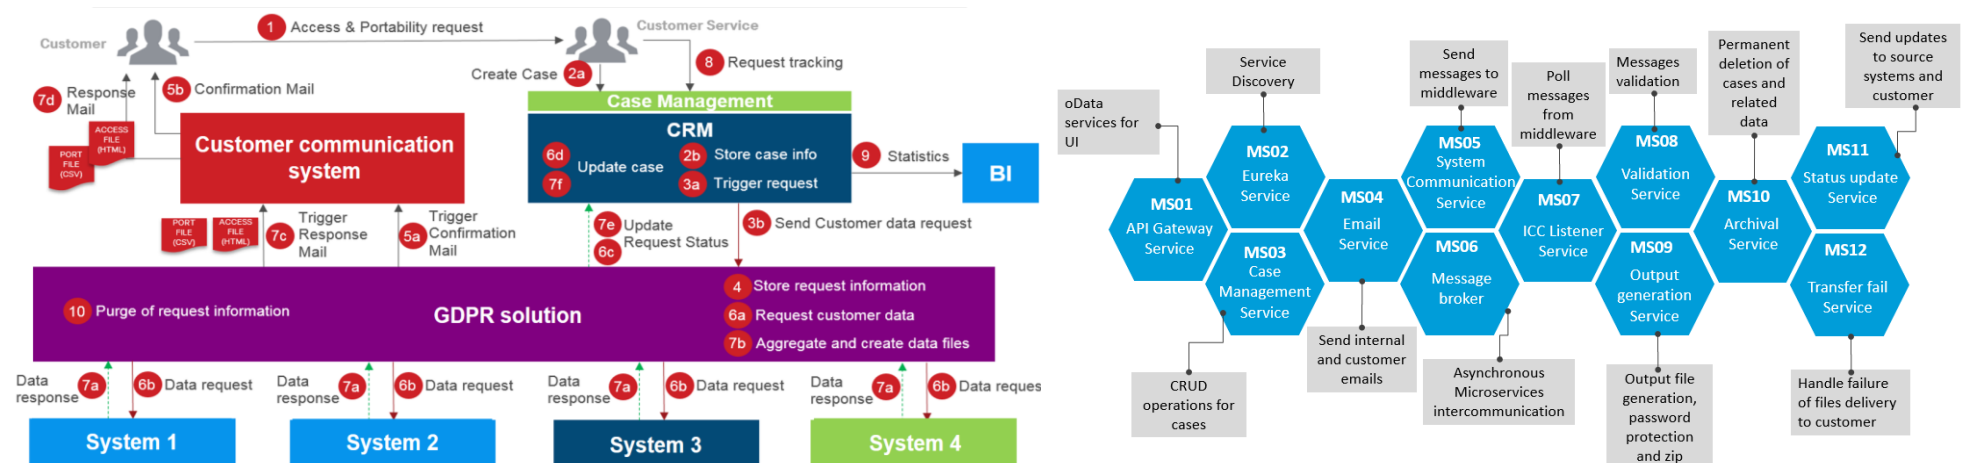 Customer
1
Access & Portability request
Customer Service
Create Case
2a
8
Request tracking
7d
Response
Mail
5b
Confirmation Mail
ACCESS
FILE
(HTML)
PORT
FILE
(CSV)
Customer communication
system
Case Management
CRM
6d
7f
Update case
2b
Store case info
3a
Trigger request
9
Statistics
BI
PORT
FILE
(CSV)
ACCESS
FILE
(HTML)
7c
Trigger
Response
Mail
5a
Trigger
Confirmation
Mail
7e
Update
Request Status
6c
3b
Send Customer data request
10
Purge of request information
GDPR solution
4
Store request information
6a
Request customer data
7b
Aggregate and create data files
Data
response
7a
6b
Data request
Data
response
7a
6b
Data request
Data
response
7a
6b
Data request
Data
response
7a
6b
Data reques
System 1
System 2
System 3
System 4
oData
services for
UI
Service
Discovery
Send
messages to
middleware
Poll
messages
from
middleware
Messages
validation
Permanent
deletion of
cases and
related
data
Send updates
to source
systems and
customer
MS01
API Gateway
Service
MS02
Eureka
Service
MS03
Case
Management
Service
MS04
Email
Service
MS05
System
Communication
Service
MS06
Message
broker
MS07
ICC Listener
Service
MS08
Validation
Service
MS09
Output
generation
Service
MS10
Archival
Service
MS11
Status update
Service
MS12
Transfer fail
Service
CRUD
operations for
cases
Send internal
and customer
emails
Asynchronous
Microservices
intercommunication
Output file
generation,
password
protection
and zip
Handle failure
of files delivery
to customer